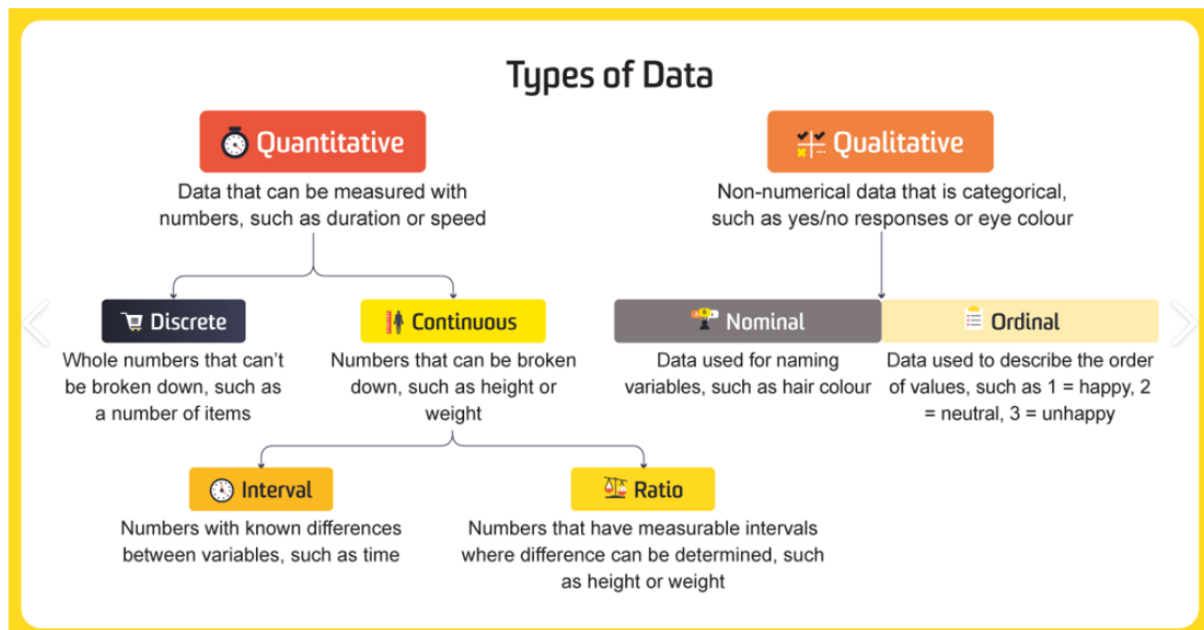 Types of Data
Quantitative
Data that can be measured with
numbers, such as duration or speed
Qualitative
Non-numerical data that is categorical,
such as yes/no responses or eye colour
Discrete
Whole numbers that can't
be broken down, such as
a number of items
Continuous
Numbers that can be broken
down, such as height or
weight
Nominal
Data used for naming
variables, such as hair colour
Ordinal
Data used to describe the order
of values, such as 1 = happy, 2
= neutral, 3 = unhappy
Interval
Numbers with known differences
between variables, such as time
Ratio
Numbers that have measurable intervals
where difference can be determined, such
as height or weight